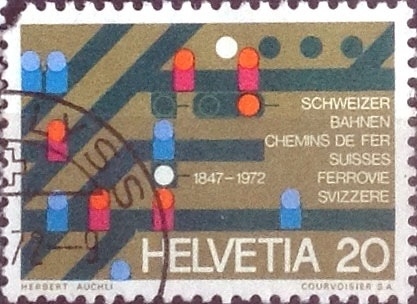 SCHWEIZER
BAHNEN
CHEMINS DE FER
SUISSES
FERROVIE
SVIZZERE
1847-1972
HELVETIA 20
HERBERT AUCHLI
COURVOISIER S.A.